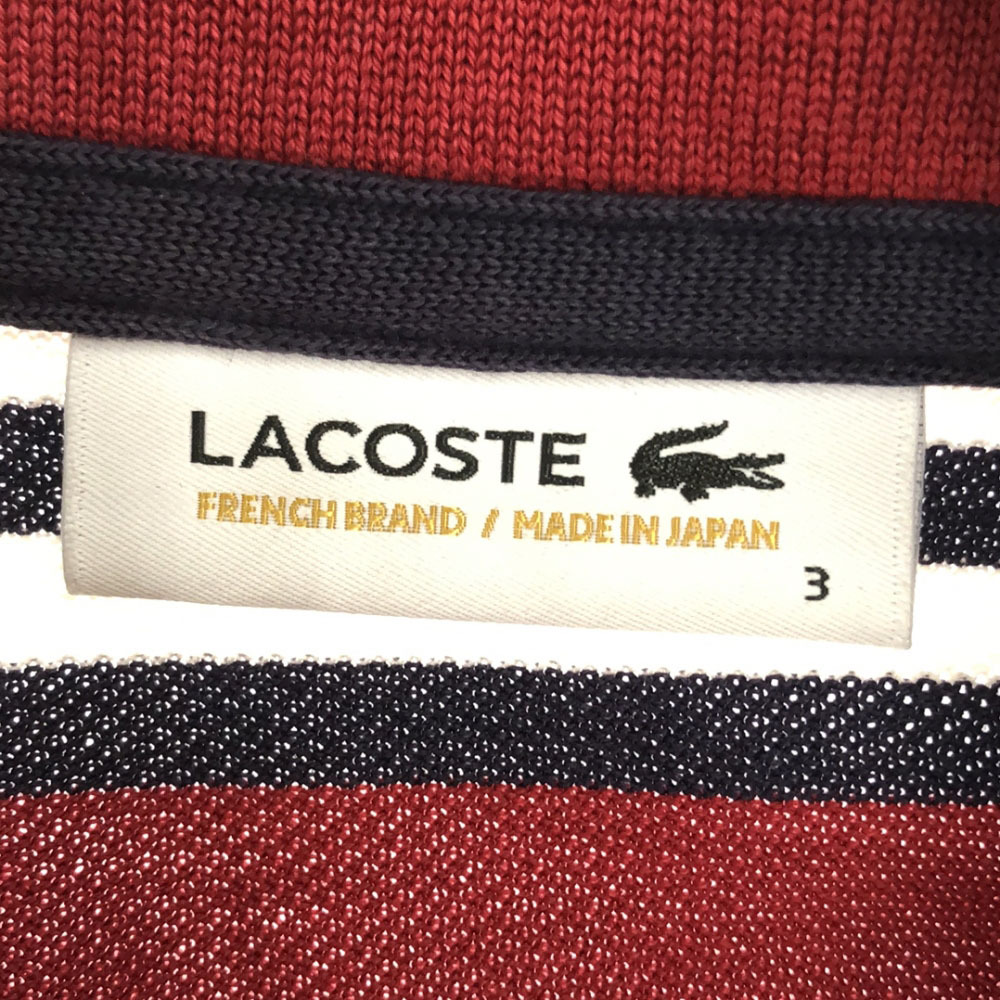 LACOSTE
FRENCH BRAND / MADE IN JAPAN
3